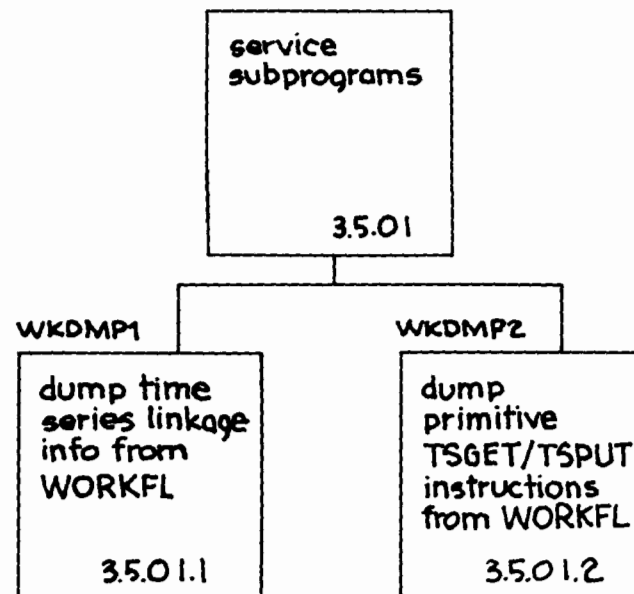 service
subprograms
3.5.01
WKDMP1
dump time
series linkage
info from
WORKFL
3.5.01.1
WKDMP2
dump
primitive
TSGET/TSPUT
instructions
from WORKFL
3.5.01.2